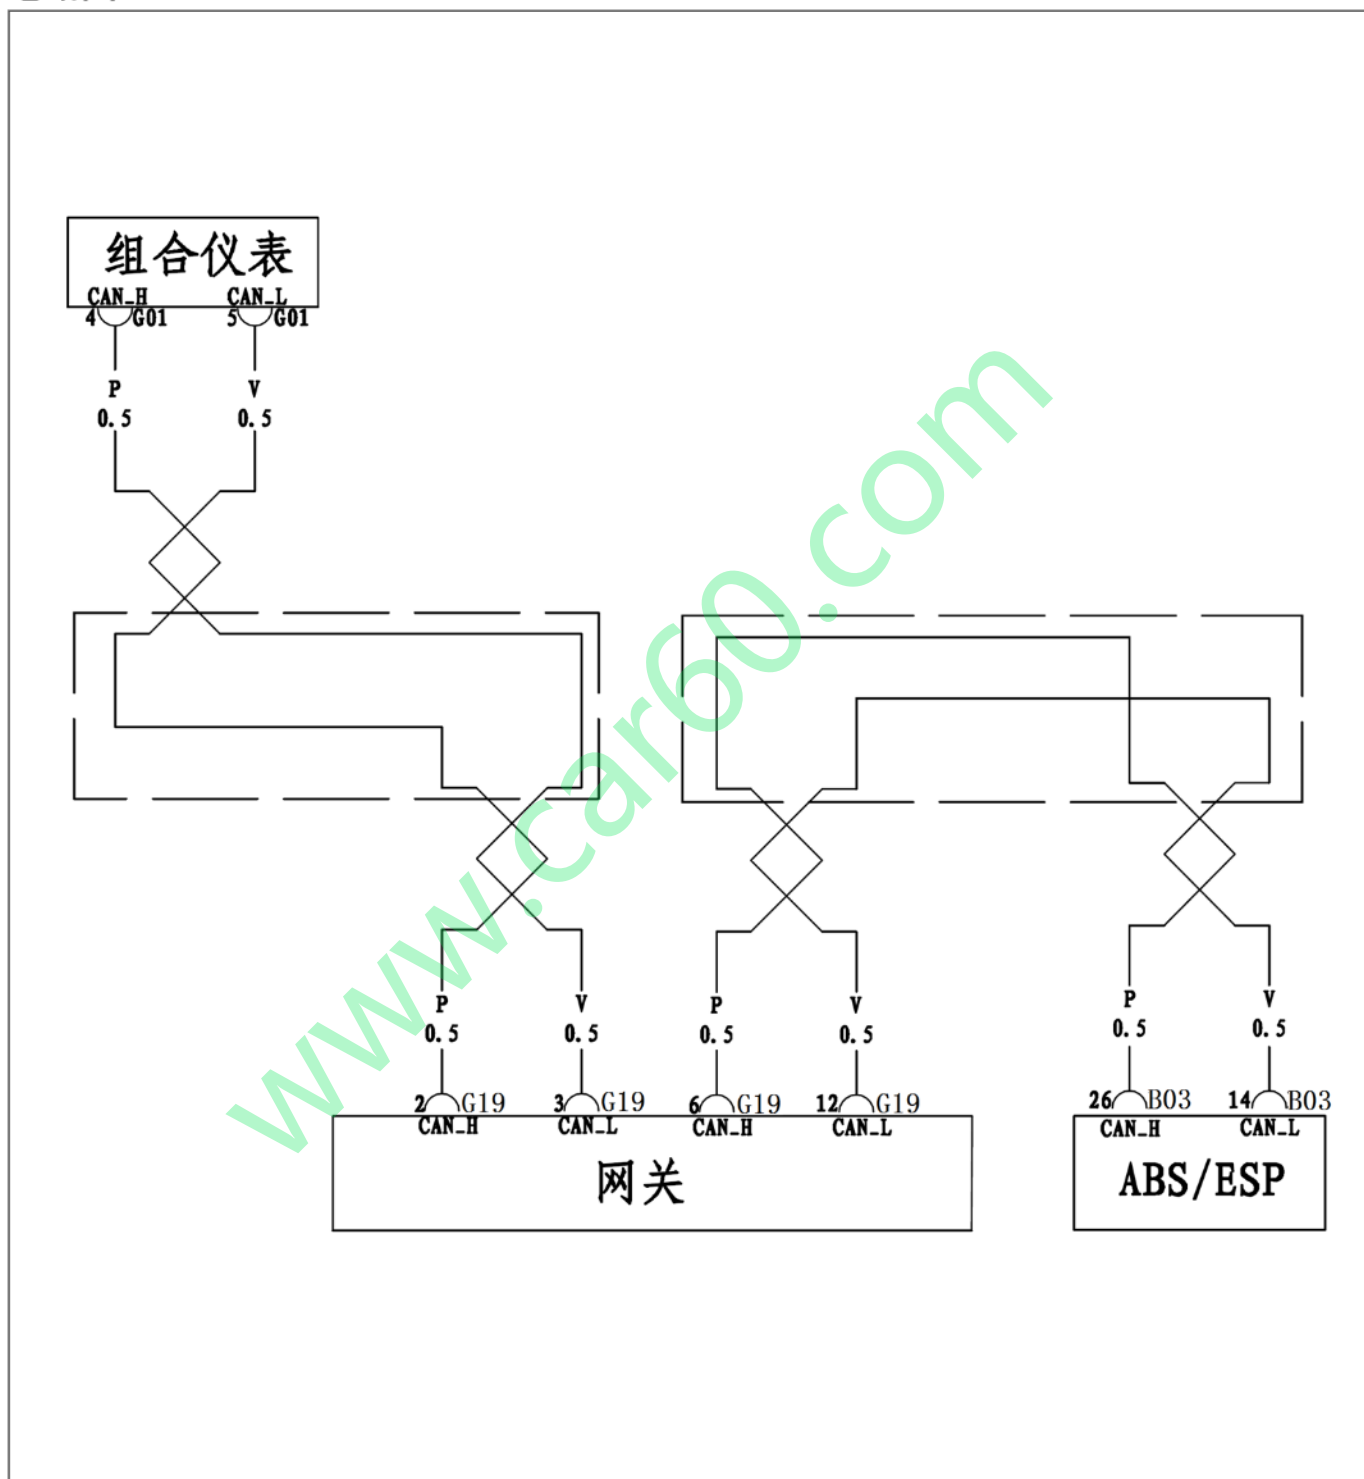 组合仪表
CAN_H CAN_L
4 G01 5 G01
P V
0.5 0.5
www.car60.com
P V P V P V
0.5 0.5 0.5 0.5 0.5 0.5
2 G19 3 G19 6 G19 12 G19 26 B03 14 B03
CAN_H CAN_L CAN_H CAN_L CAN_H CAN_L
网关 ABS/ESP